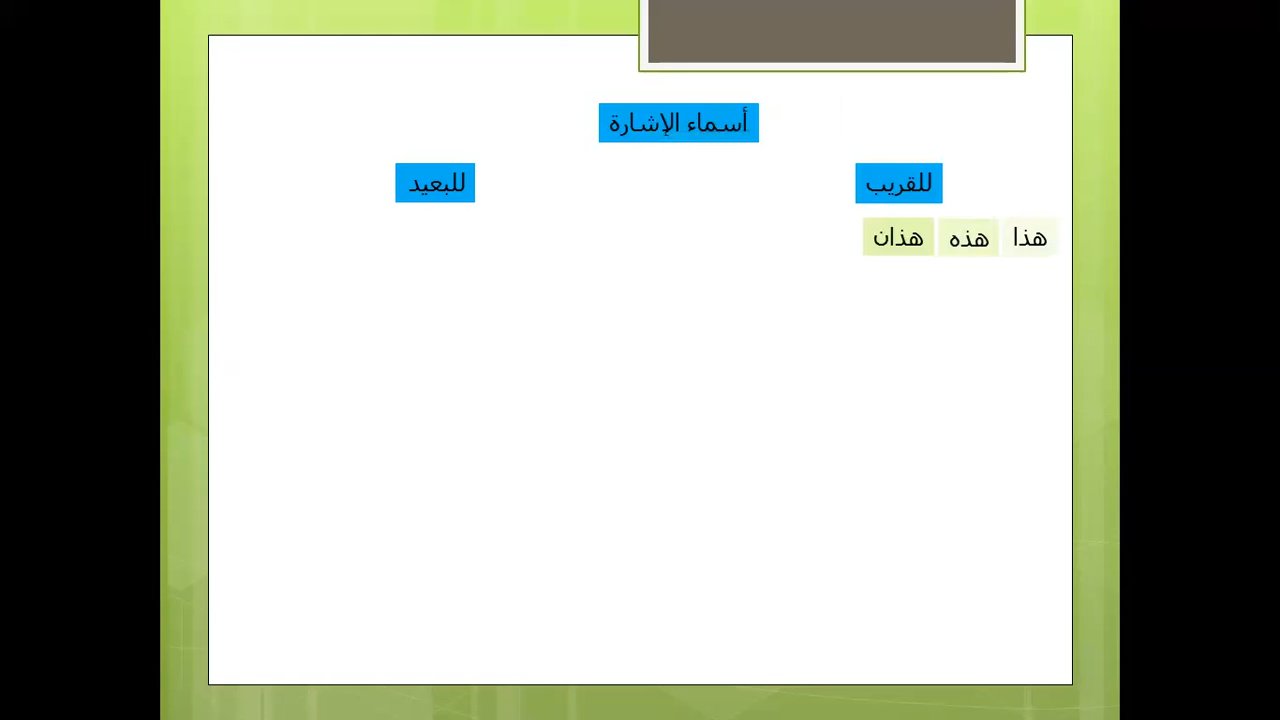 أسماء الإشارة
للقريب
للبعيد
هذا هذه هذان